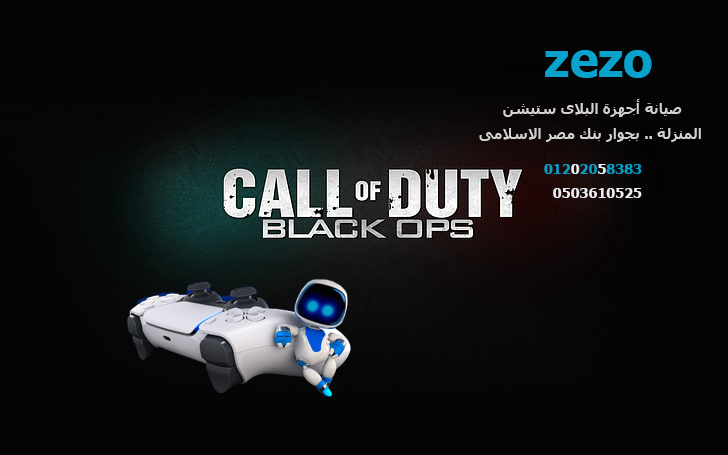 zezo
صيانة أجهزة البلاى ستيشن
المنزلة .. بجوار بنك مصر الاسلامى
01202058383
0503610525
CALL OF DUTY
BLACK OPS